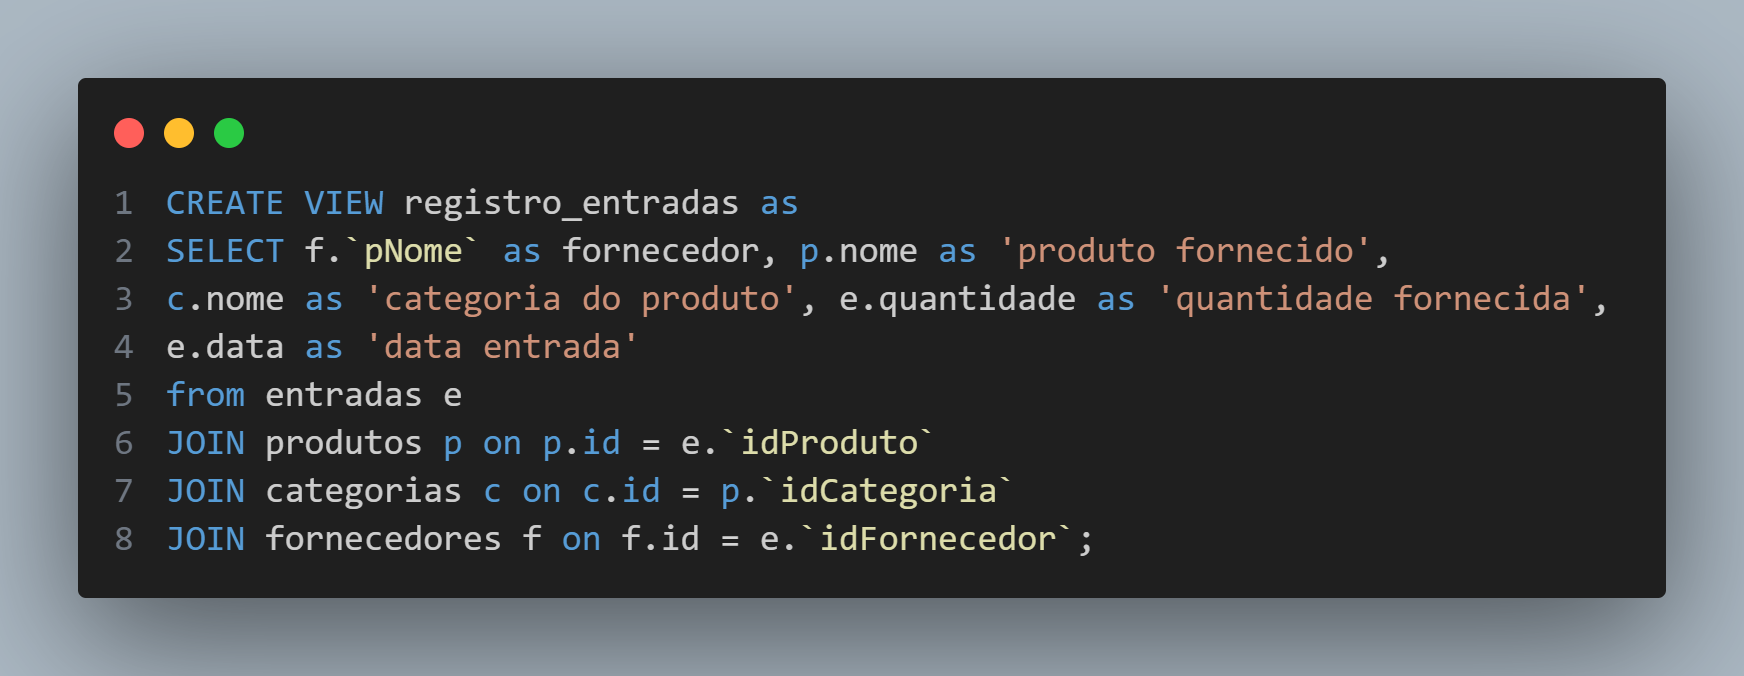 1 CREATE VIEW registro_entradas as
2 SELECT f.`pNome` as fornecedor, p.nome as 'produto fornecido',
3 c.nome as 'categoria do produto', e.quantidade as 'quantidade fornecida',
4 e.data as 'data entrada'
5 from entradas e
6 JOIN produtos p on p.id = e.`idProduto`
7 JOIN categorias c on c.id = p.`idCategoria`
8 JOIN fornecedores f on f.id = e.`idFornecedor`;